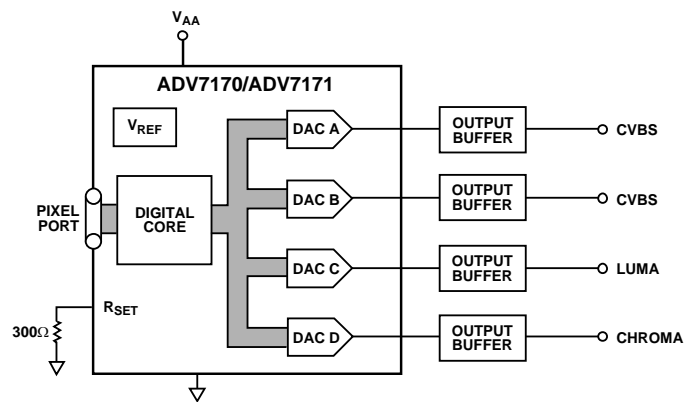 VAA
ADV7170/ADV7171
VREF
DAC A
OUTPUT
BUFFER
CVBS
PIXEL
PORT
DIGITAL
CORE
DAC B
OUTPUT
BUFFER
CVBS
DAC C
OUTPUT
BUFFER
LUMA
RSET
300Ω
DAC D
OUTPUT
BUFFER
CHROMA